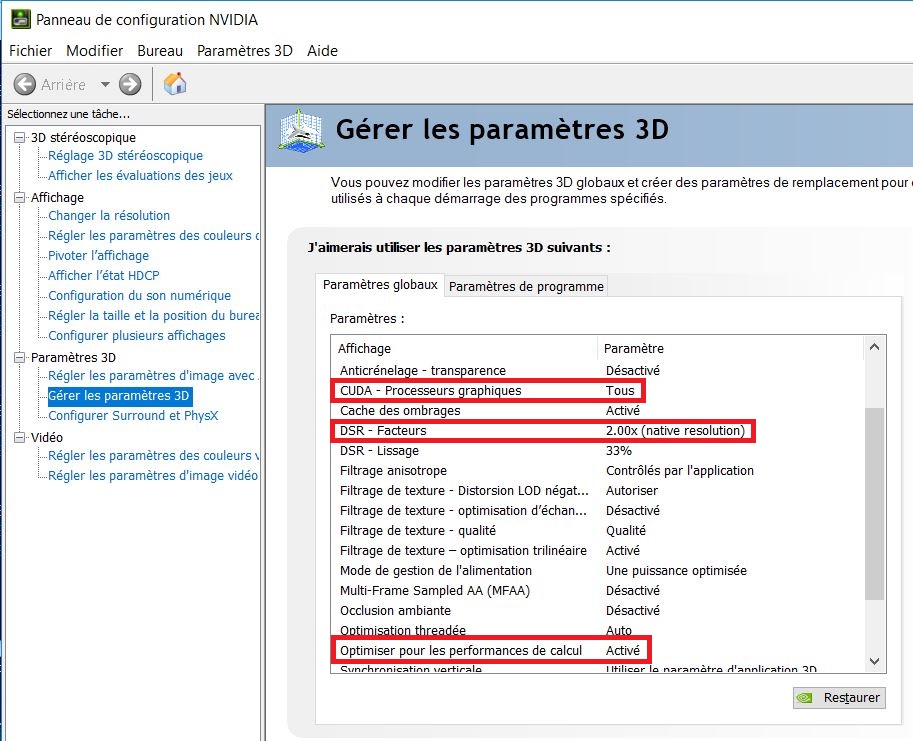 Panneau de configuration NVIDIA
Fichier Modifier Bureau Paramètres 3D Aide
Arrière
Sélectionnez une tâche...
3D stéréoscopique
Réglage 3D stéréoscopique
Afficher les évaluations des jeux
Affichage
Changer la résolution
Régler les paramètres des couleurs d
Pivoter l'affichage
Afficher l'état HDCP
Configuration du son numérique
Régler la taille et la position du burea
Configurer plusieurs affichages
Paramètres 3D
Régler les paramètres d'image avec
Gérer les paramètres 3D
Configurer Surround et PhysX
Vidéo
Régler les paramètres des couleurs v
Régler les paramètres d'image vidéo
Gérer les paramètres 3D
Vous pouvez modifier les paramètres 3D globaux et créer des paramètres de remplacement pour
utilisés à chaque démarrage des programmes spécifiés.
J'aimerais utiliser les paramètres 3D suivants :
Paramètres globaux Paramètres de programme
Paramètres :
Affichage Paramètre
Anticrénelage - transparence Désactivé
CUDA - Processeurs graphiques Tous
Cache des ombrages Activé
DSR - Facteurs 2.00x (native resolution)
DSR - Lissage 33%
Filtrage anisotrope Contrôlés par l'application
Filtrage de texture - Distorsion LOD négat... Autoriser
Filtrage de texture - optimisation d'échan... Désactivé
Filtrage de texture - qualité Qualité
Filtrage de texture – optimisation trilinéaire Activé
Mode de gestion de l'alimentation Une puissance optimisée
Multi-Frame Sampled AA (MFAA) Désactivé
Occlusion ambiante Désactivé
Optimisation threadée Auto
Optimiser pour les performances de calcul Activé
Synchronisation verticale Utiliser le paramètre d'application 3D
Restaurer